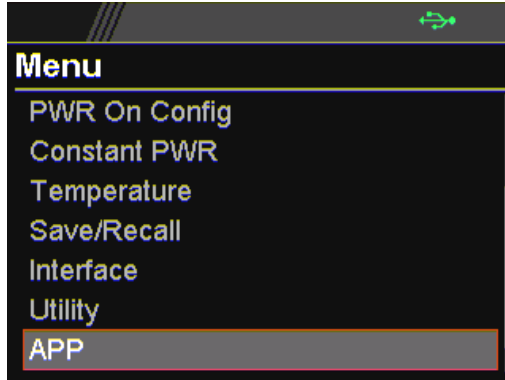 Menu
PWR On Config
Constant PWR
Temperature
Save/Recall
Interface
Utility
APP